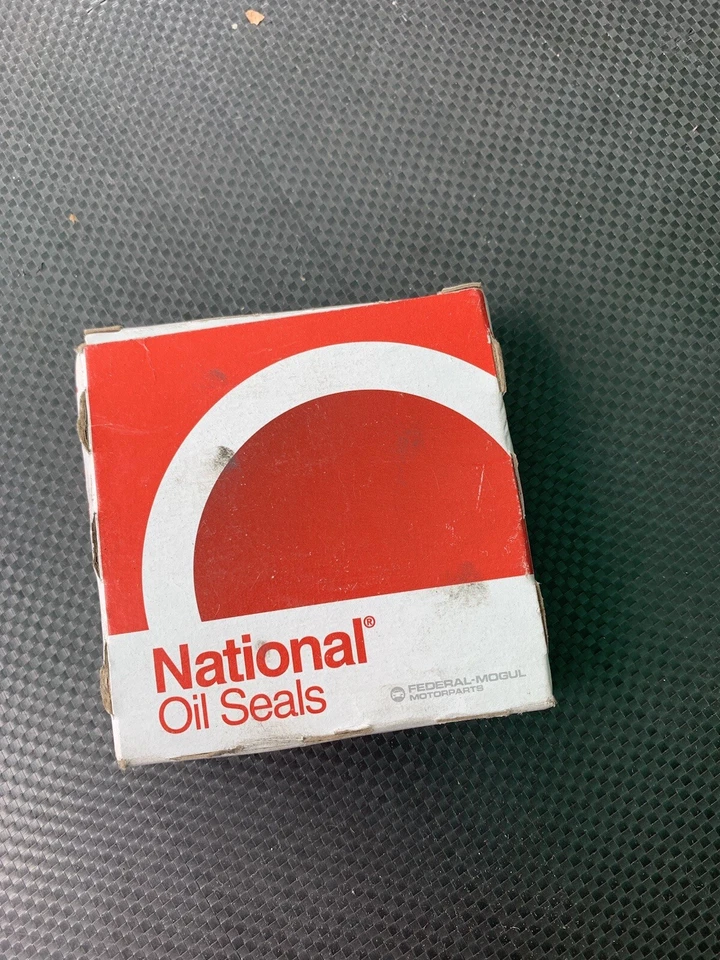 National®
Oil Seals
FEDERAL-MOGUL
MOTORPARTS